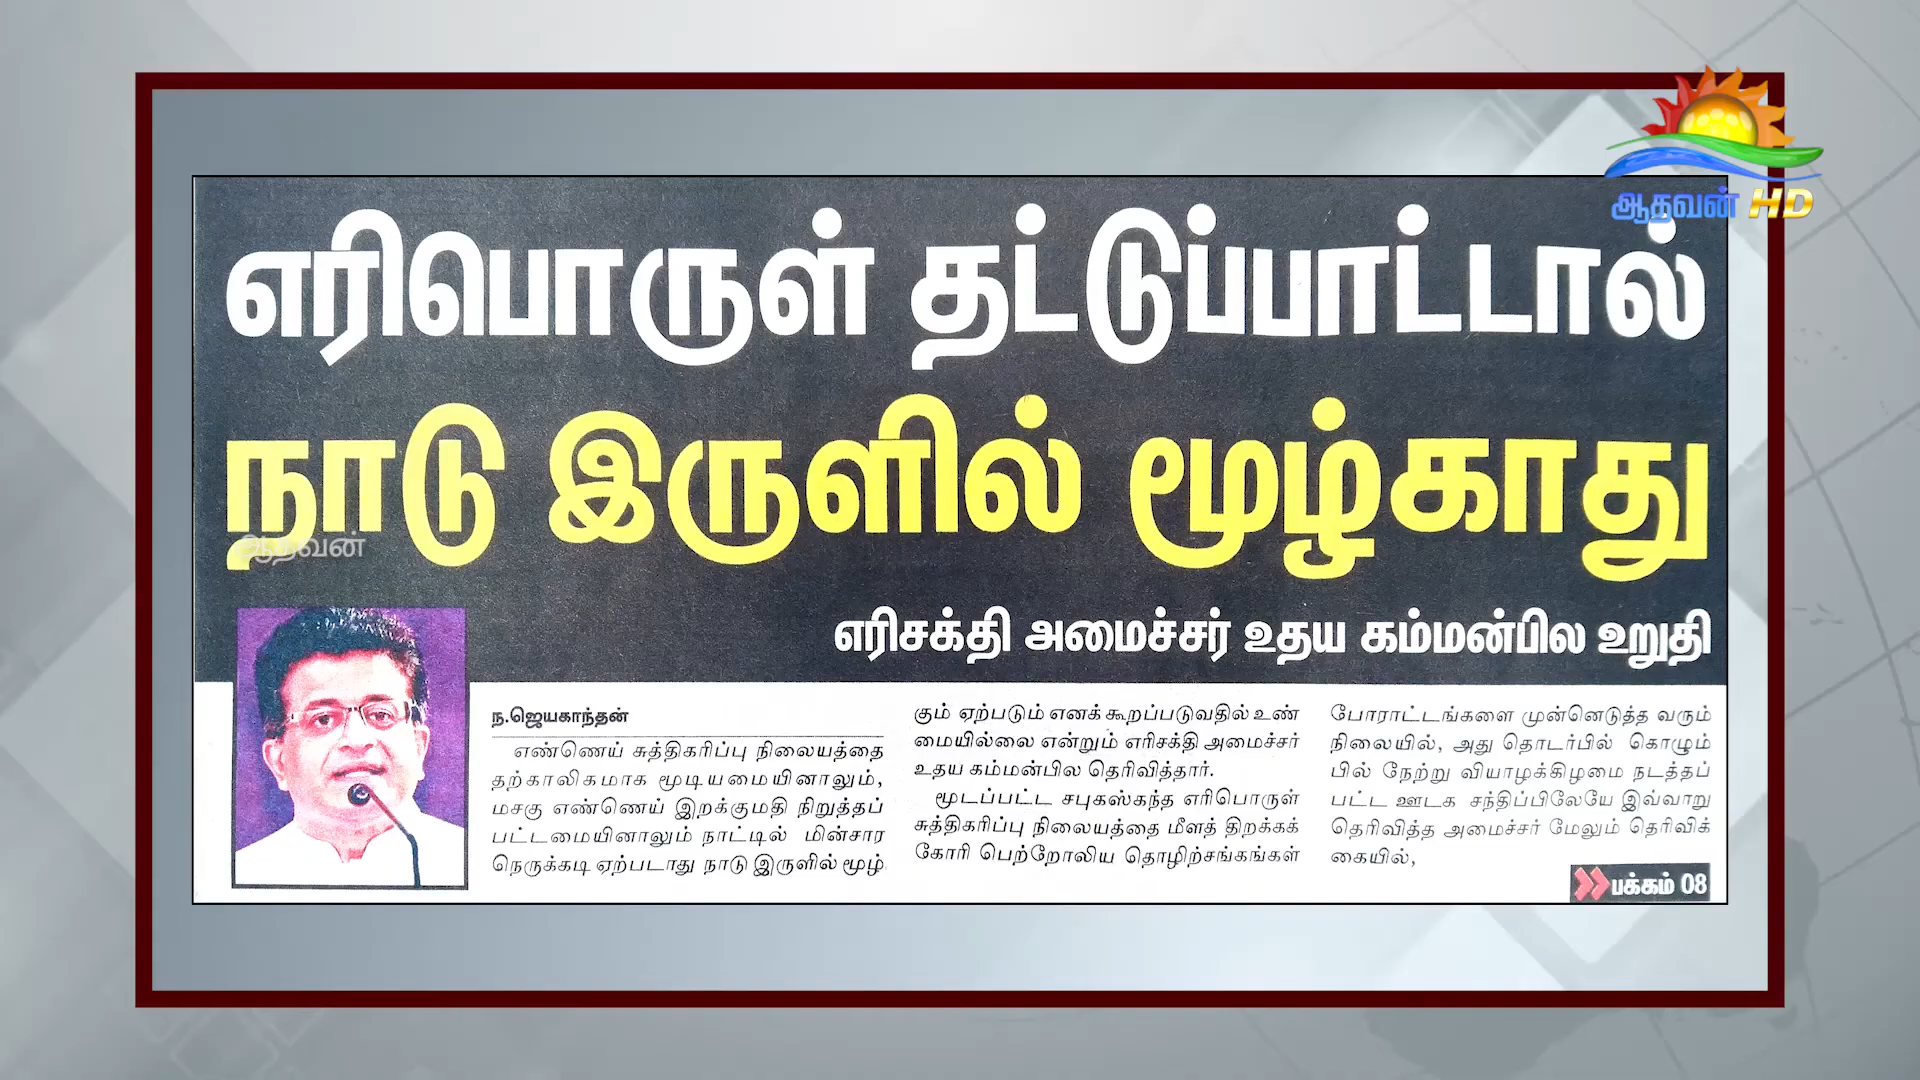 ஆதவன் HD
எரிபொருள் தட்டுப்பாட்டால்
நாடு இருளில் மூழ்காது
ஆதவன்
எரிசக்தி அமைச்சர் உதய கம்மன்பில உறுதி
ந.ஜெயகாந்தன்
எண்ணெய் சுத்திகரிப்பு நிலையத்தை
தற்காலிகமாக மூடியமையினாலும்,
மசகு எண்ணெய் இறக்குமதி நிறுத்தப்
பட்டமையினாலும் நாட்டில் மின்சார
நெருக்கடி ஏற்படாது நாடு இருளில் மூழ்
கும் ஏற்படும் எனக் கூறப்படுவதில் உண்
மையில்லை என்றும் எரிசக்தி அமைச்சர்
உதய கம்மன்பில தெரிவித்தார்.
மூடப்பட்ட சபுகஸ்கந்த எரிபொருள்
சுத்திகரிப்பு நிலையத்தை மீளத் திறக்கக்
கோரி பெற்றோலிய தொழிற்சங்கங்கள்
போராட்டங்களை முன்னெடுத்த வரும்
நிலையில், அது தொடர்பில் கொழும்
பில் நேற்று வியாழக்கிழமை நடத்தப்
பட்ட ஊடக சந்திப்பிலேயே இவ்வாறு
தெரிவித்த அமைச்சர் மேலும் தெரிவிக்
கையில்,
பக்கம் 08